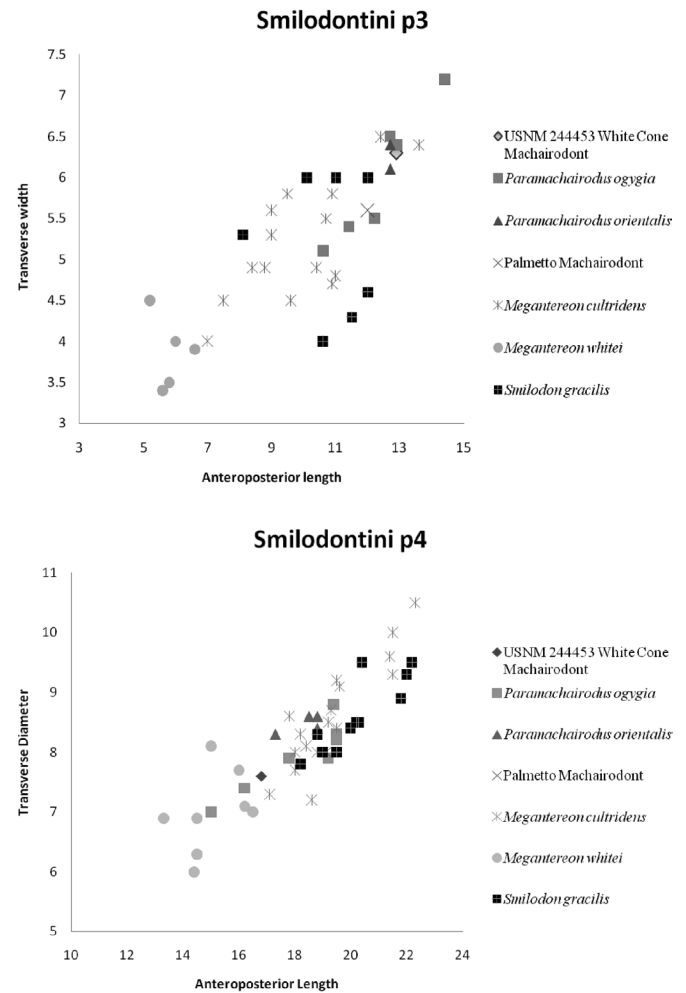 Smilodontini p3
7.5
7
6.5
6
5.5
5
4.5
4
3.5
3
Transverse width
3 5 7 9 11 13 15
Anteroposterior length
USNM 244453 White Cone
Machairodont
Paramachairodus ogygia
Paramachairodus orientalis
Palmetto Machairodont
Megantereon cultridens
Megantereon whitei
Smilodon gracilis
Smilodontini p4
11
10
9
8
7
6
5
Transverse Diameter
10 12 14 16 18 20 22 24
Anteroposterior Length
USNM 244453 White Cone
Machairodont
Paramachairodus ogygia
Paramachairodus orientalis
Palmetto Machairodont
Megantereon cultridens
Megantereon whitei
Smilodon gracilis